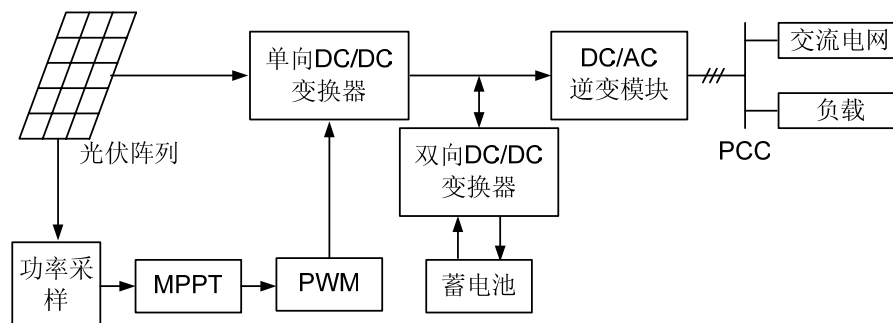 单向DC/DC
变换器
DC/AC
逆变模块
交流电网
负载
PCC
光伏阵列
双向DC/DC
变换器
功率采
样
MPPT
PWM
蓄电池